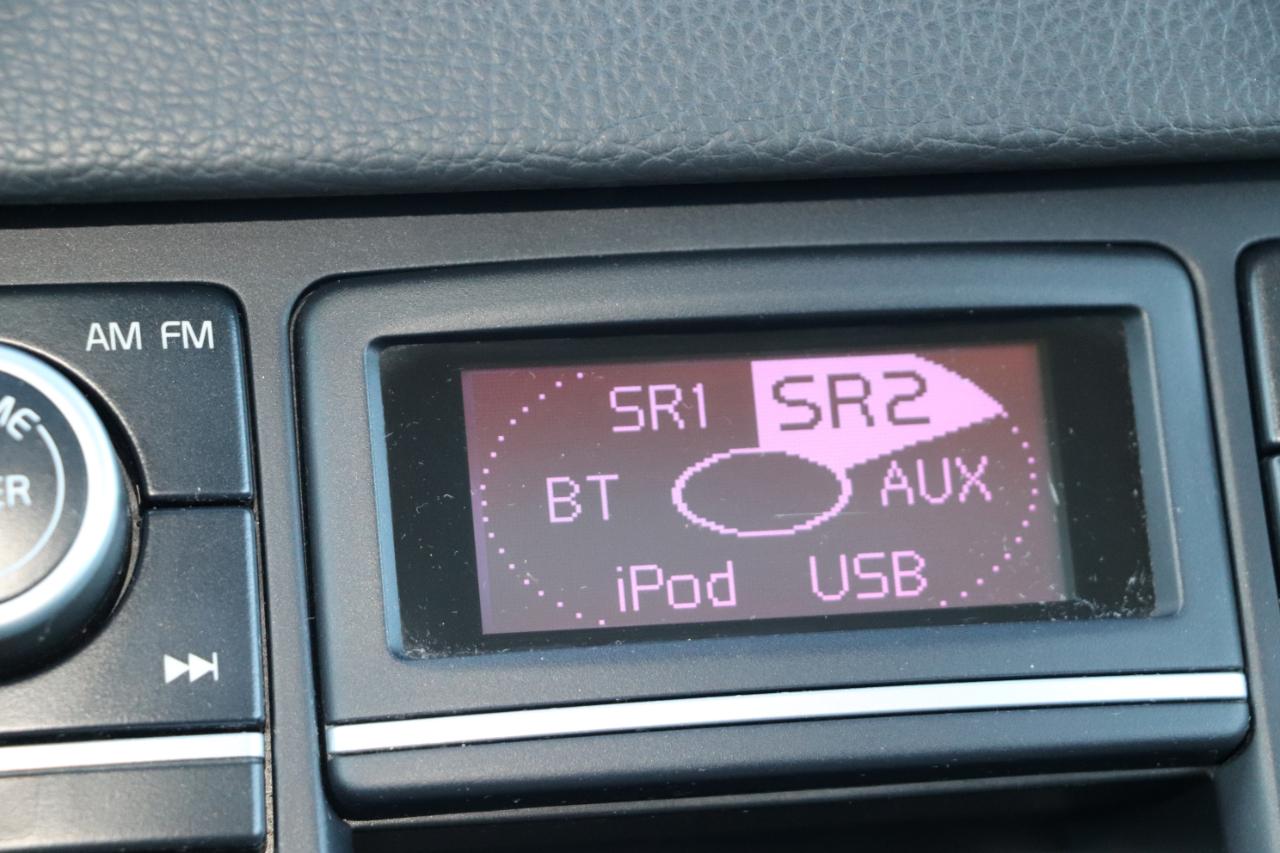 AM FM
SR1 SR2
BT AUX
iPod USB